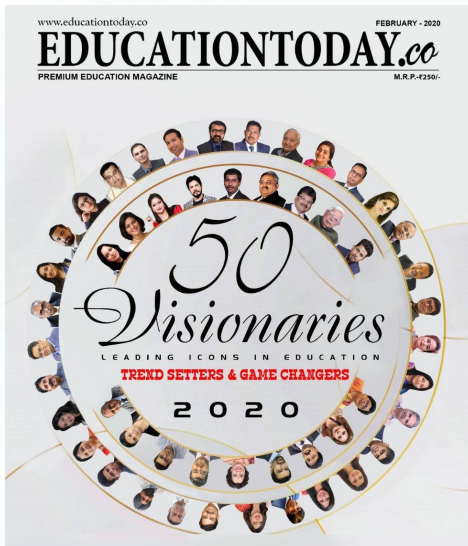 www.educationtoday.co
FEBRUARY - 2020
EDUCATIONTODAY.co
PREMIUM EDUCATION MAGAZINE
M.R.P.-₹250/-
50
Visionaries
LEADING ICONS IN EDUCATION
TREND SETTERS & GAME CHANGERS
2020